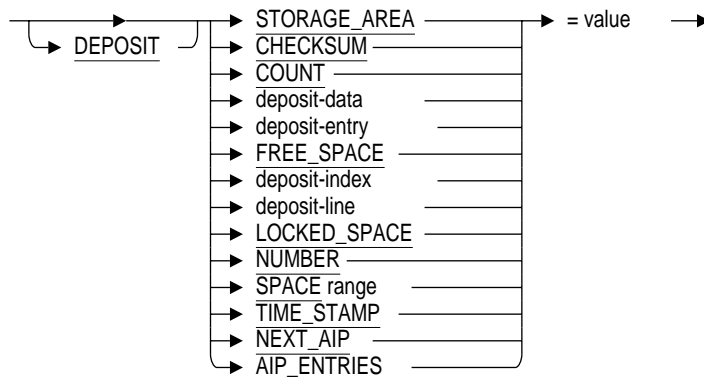 STORAGE_AREA = value
DEPOSIT CHECKSUM
COUNT
deposit-data
deposit-entry
FREE_SPACE
deposit-index
deposit-line
LOCKED_SPACE
NUMBER
SPACE range
TIME_STAMP
NEXT_AIP
AIP_ENTRIES